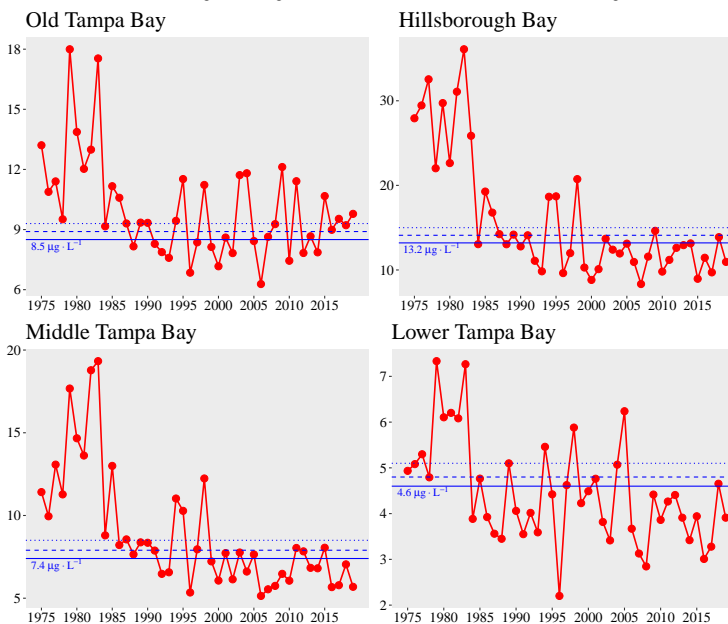 Old Tampa Bay
18
15
12
9
6
8.5 μg · L⁻¹
1975 1980 1985 1990 1995 2000 2005 2010 2015
Hillsborough Bay
30
20
10
13.2 μg · L⁻¹
1975 1980 1985 1990 1995 2000 2005 2010 2015
Middle Tampa Bay
20
15
10
5
7.4 μg · L⁻¹
1975 1980 1985 1990 1995 2000 2005 2010 2015
Lower Tampa Bay
7
6
5
4
3
2
4.6 μg · L⁻¹
1975 1980 1985 1990 1995 2000 2005 2010 2015